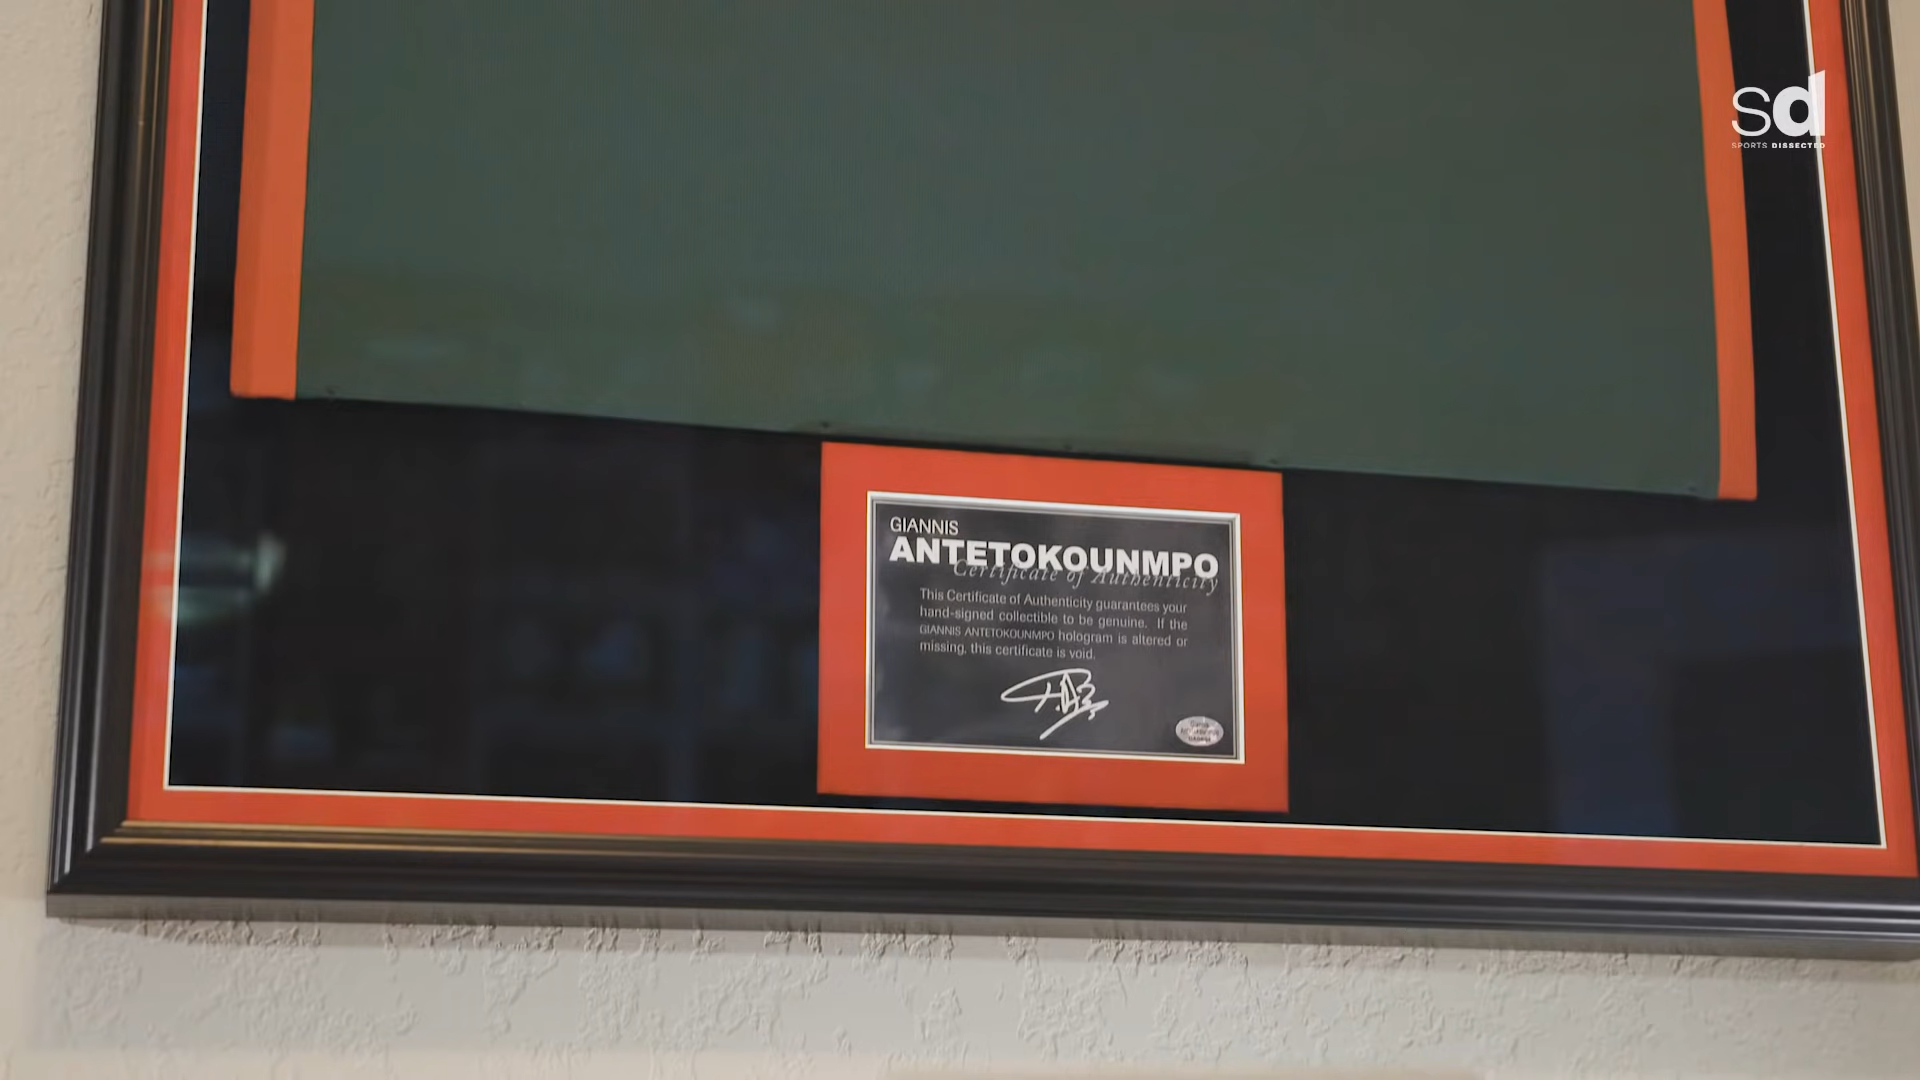 sd
SPORTS DISSECTED
GIANNIS
ANTETOKOUNMPO
Certificate of Authenticity
This Certificate of Authenticity guarantees your
hand-signed collectible to be genuine. If the
GIANNIS ANTETOKOUNMPO hologram is altered or
missing, this certificate is void.